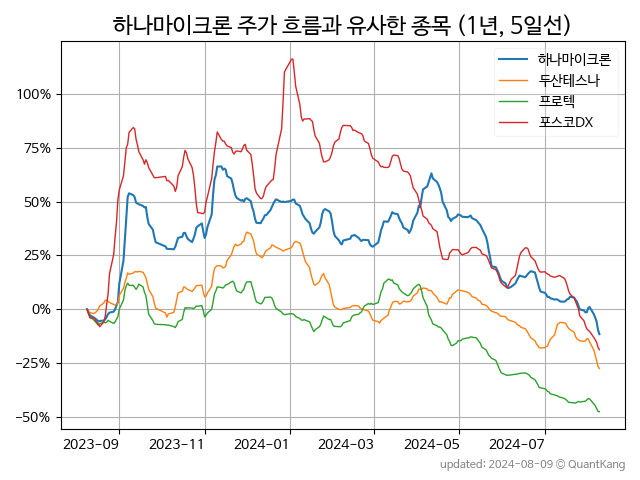 하나마이크론 주가 흐름과 유사한 종목 (1년, 5일선)
하나마이크론
두산테스나
프로텍
포스코DX
100%
75%
50%
25%
0%
−25%
−50%
2023-09 2023-11 2024-01 2024-03 2024-05 2024-07
updated: 2024-08-09 © QuantKang